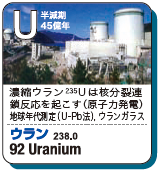 U 半減期
45億年
濃縮ウラン²³⁵Uは核分裂連
鎖反応を起こす（原子力発電）
地球年代測定(U-Pb法), ウランガラス
ウラン 238.0
92 Uranium